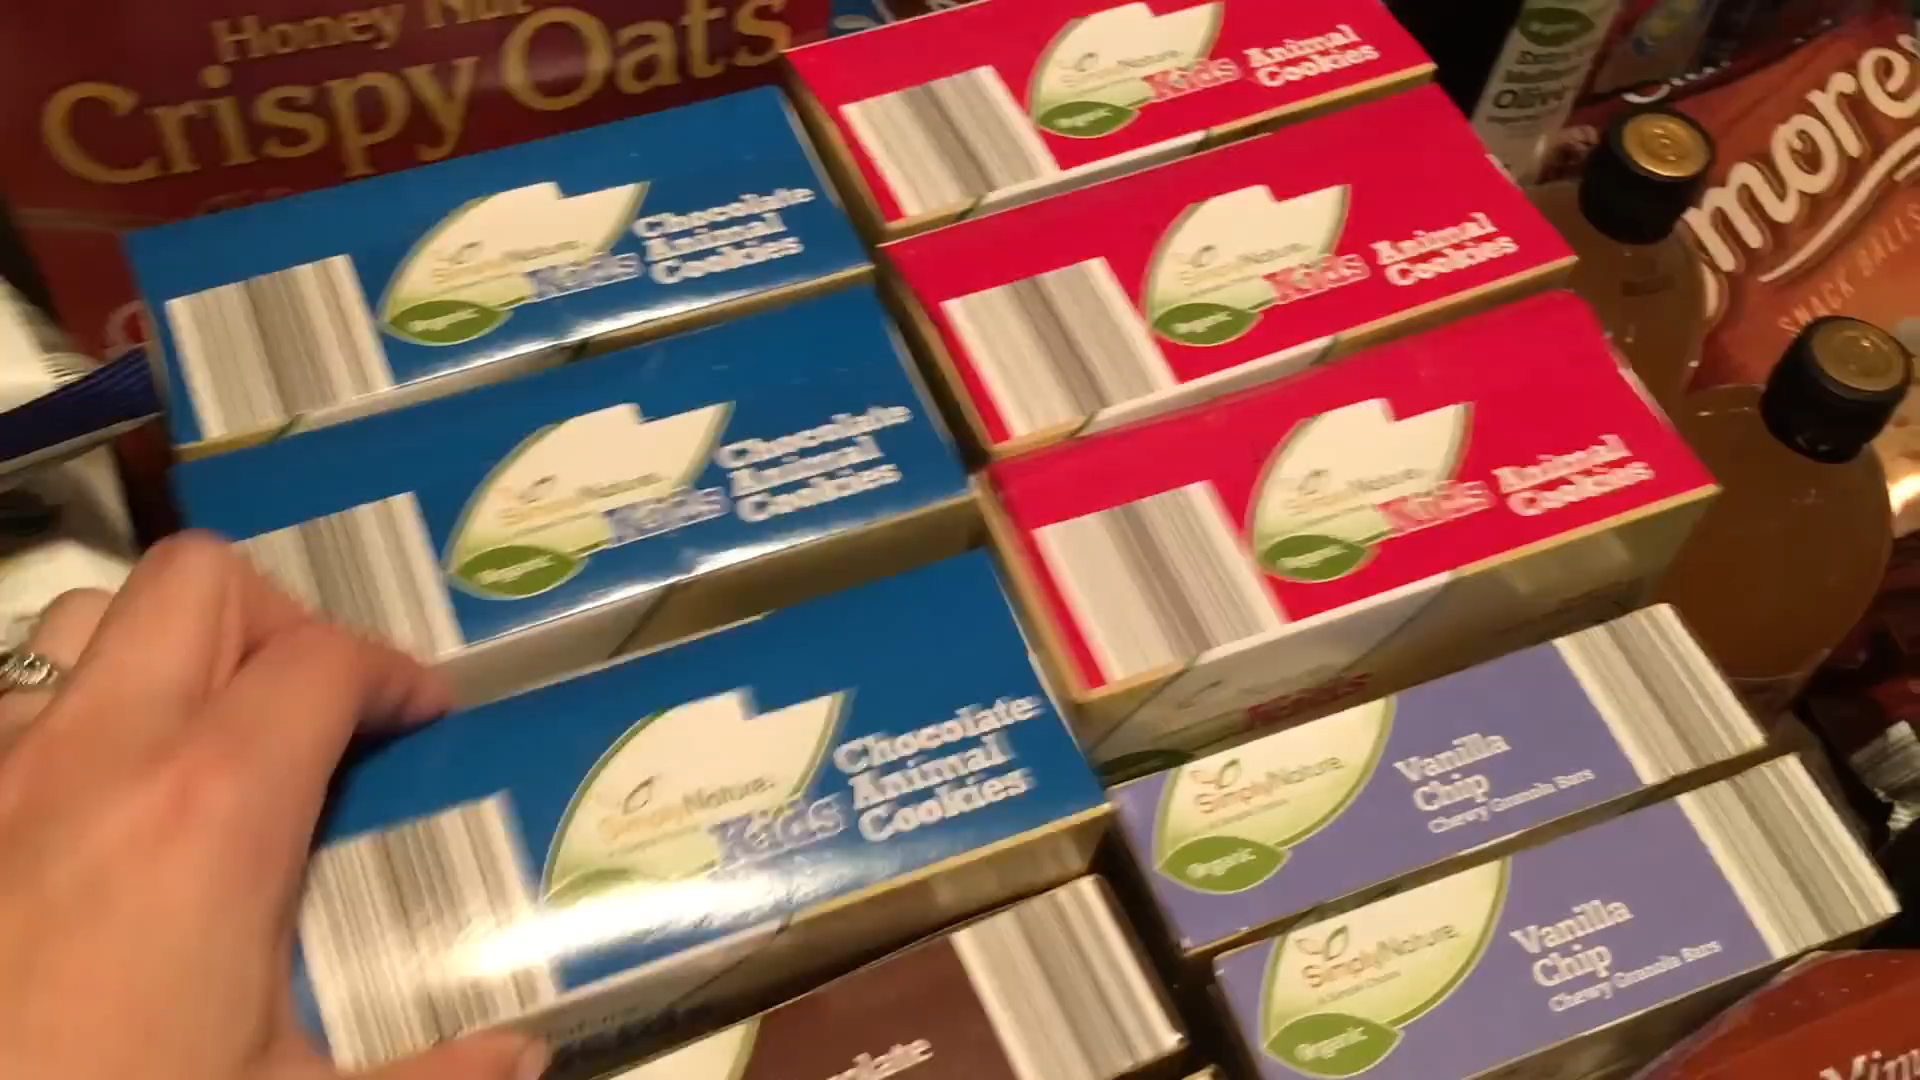 Honey Nut
Crispy Oats
SimplyNature
Kids
Organic
Animal
Cookies
SimplyNature
Kids
Organic
Chocolate
Animal
Cookies
SimplyNature
Kids
Organic
Animal
Cookies
SimplyNature
Kids
Organic
Chocolate
Animal
Cookies
SimplyNature
Kids
Organic
Animal
Cookies
SimplyNature.
Kids
Chocolate
Animal
Cookies
SimplyNature.
Organic
Vanilla
Chip
Chewy Granola Bars
SimplyNature.
Organic
Vanilla
Chip
Chewy Granola Bars
olate
Organic
Olive
mores
SNACK BALLS